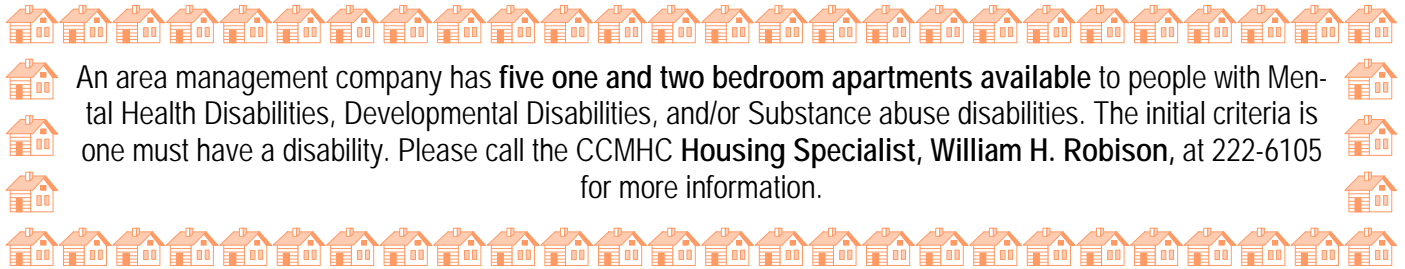 An area management company has five one and two bedroom apartments available to people with Men-
tal Health Disabilities, Developmental Disabilities, and/or Substance abuse disabilities. The initial criteria is
one must have a disability. Please call the CCMHC Housing Specialist, William H. Robison, at 222-6105
for more information.